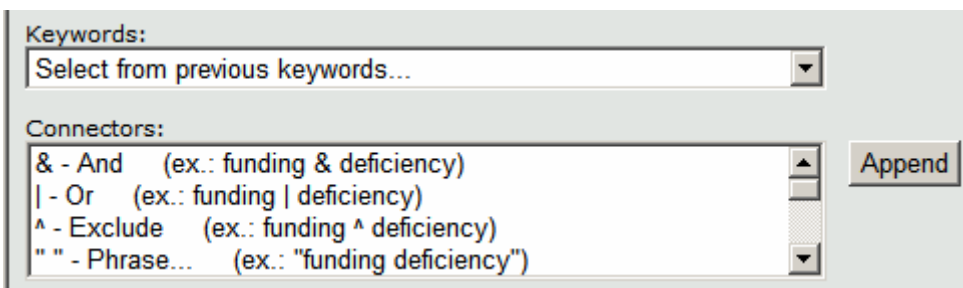 Keywords:
Select from previous keywords...
Connectors:
& - And (ex.: funding & deficiency)
| - Or (ex.: funding | deficiency)
^ - Exclude (ex.: funding ^ deficiency)
" " - Phrase... (ex.: "funding deficiency")
Append